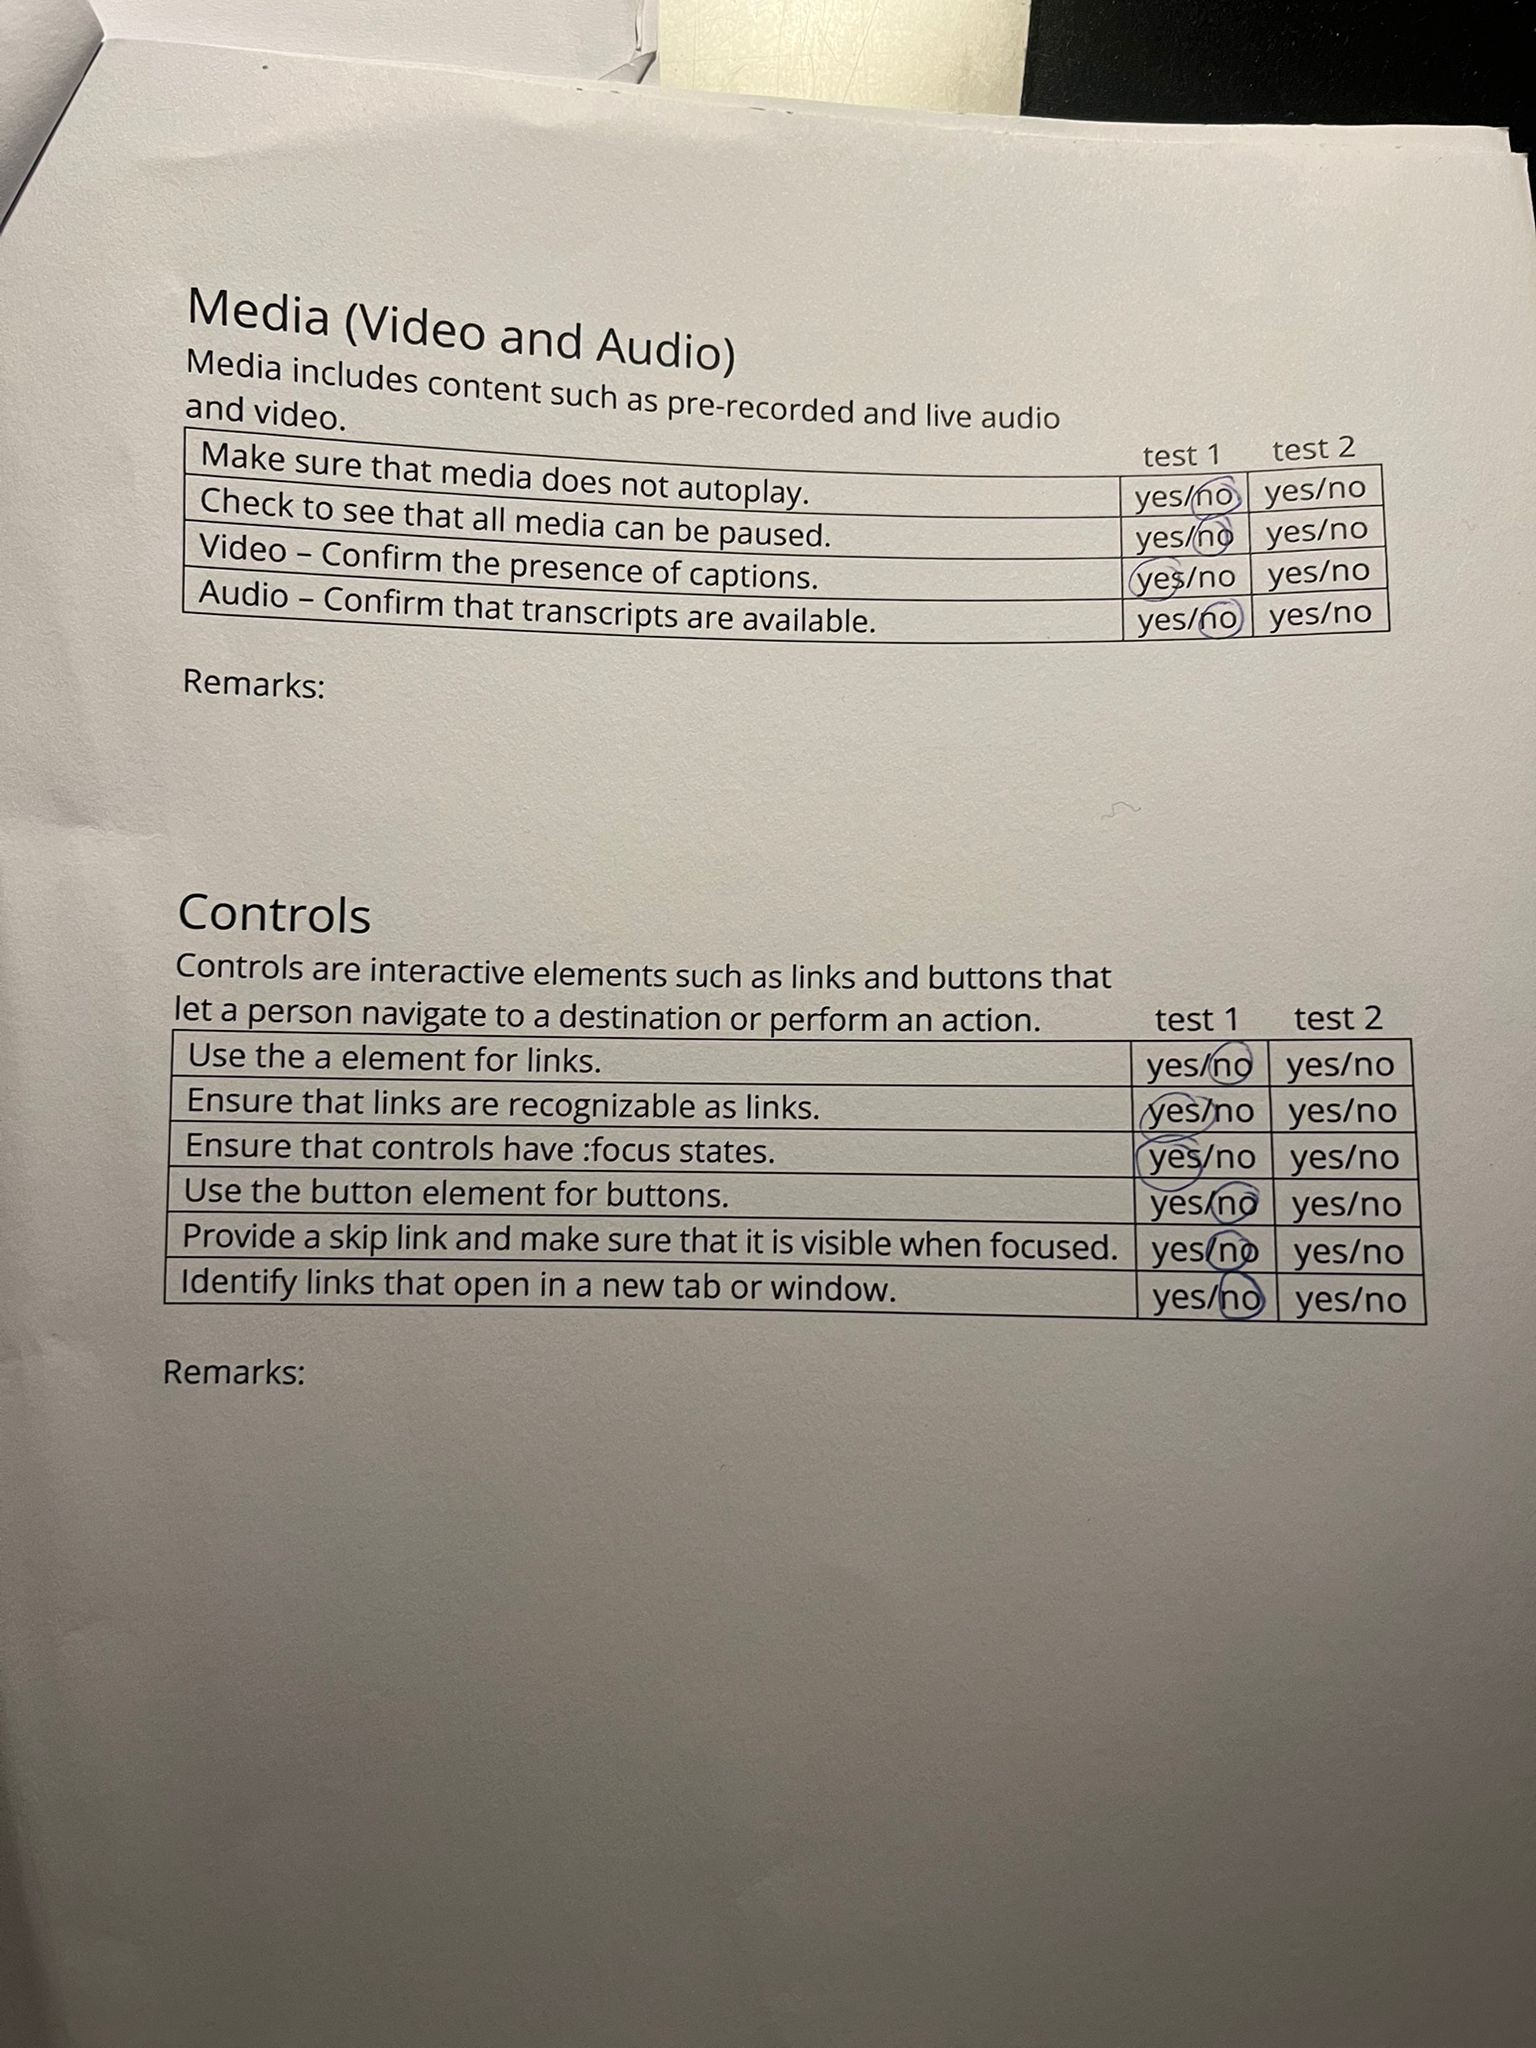 Media (Video and Audio)
Media includes content such as pre-recorded and live audio
and video.
test 1 test 2
Make sure that media does not autoplay. yes/no yes/no
Check to see that all media can be paused. yes/no yes/no
Video – Confirm the presence of captions. yes/no yes/no
Audio – Confirm that transcripts are available. yes/no yes/no
Remarks:
Controls
Controls are interactive elements such as links and buttons that
let a person navigate to a destination or perform an action. test 1 test 2
Use the a element for links. yes/no yes/no
Ensure that links are recognizable as links. yes/no yes/no
Ensure that controls have :focus states. yes/no yes/no
Use the button element for buttons. yes/no yes/no
Provide a skip link and make sure that it is visible when focused. yes/no yes/no
Identify links that open in a new tab or window. yes/no yes/no
Remarks: